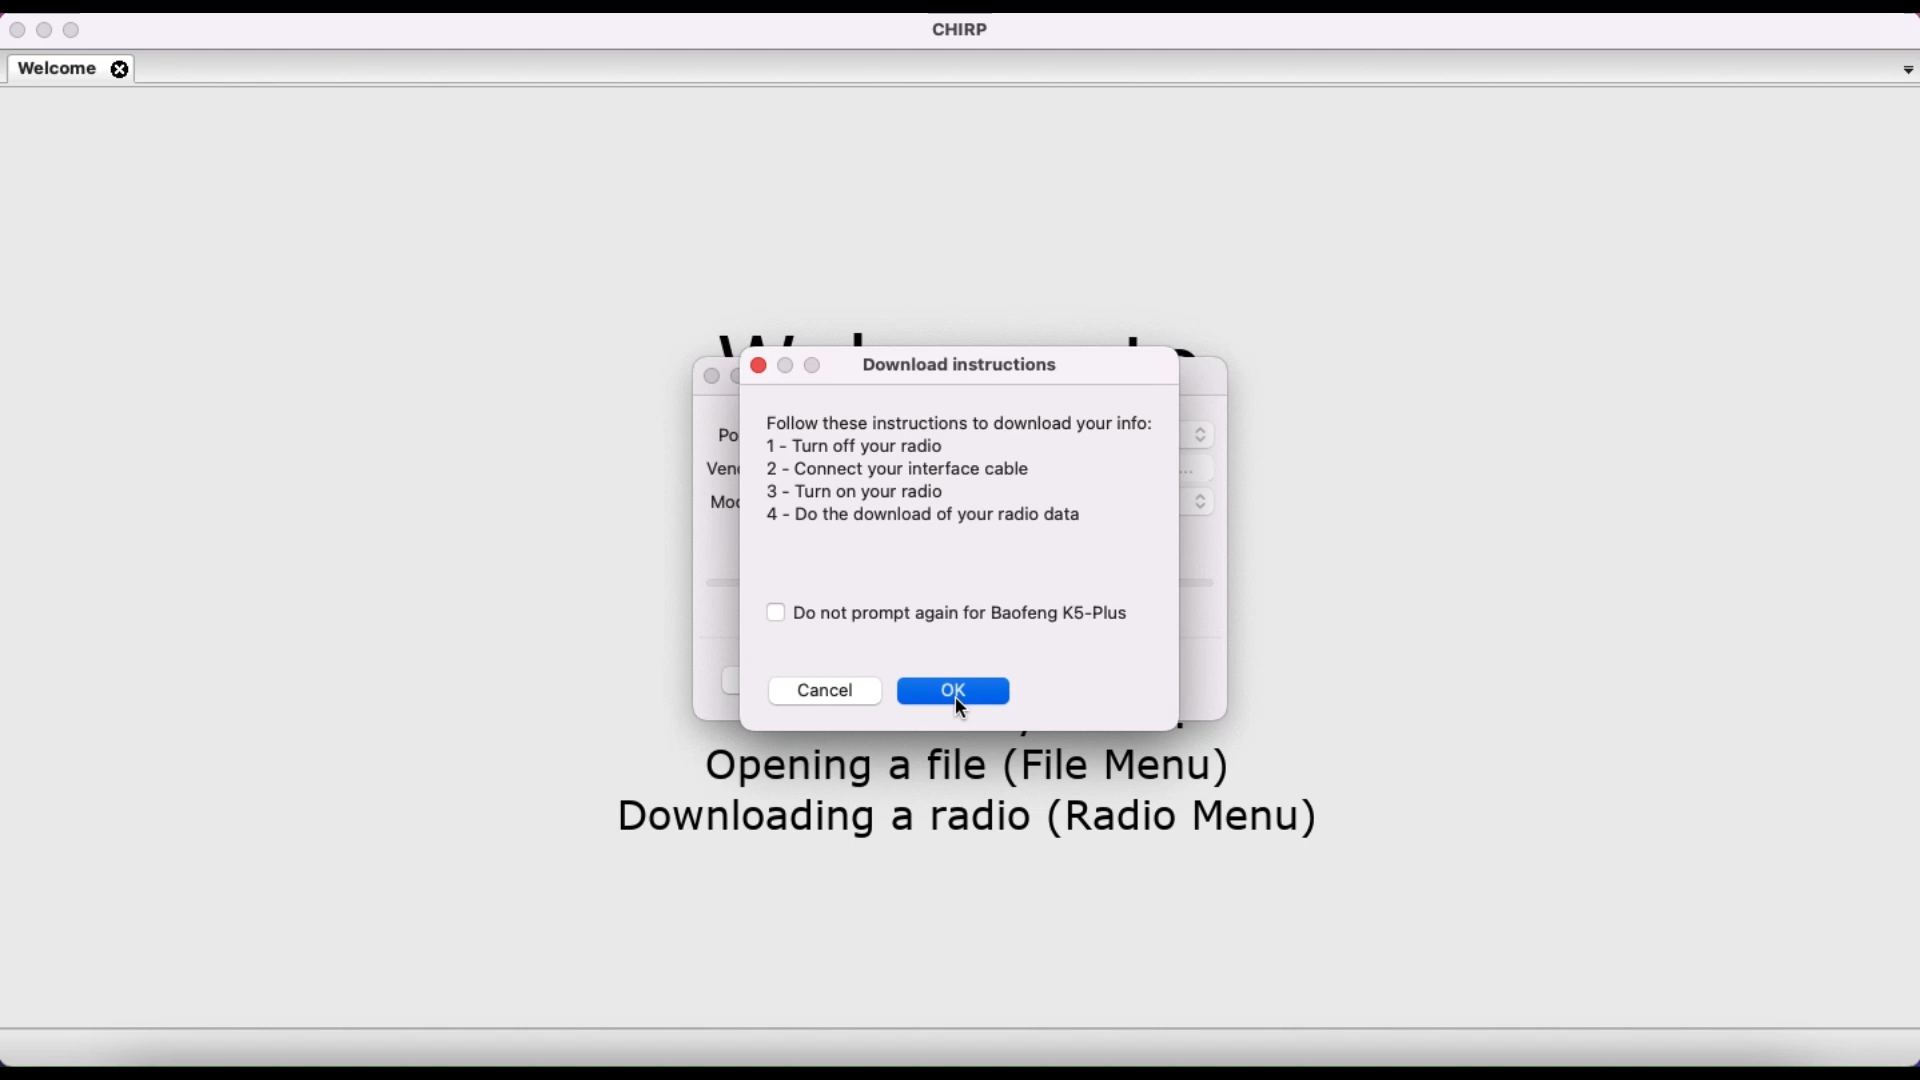 CHIRP
Welcome
Download instructions
Follow these instructions to download your info:
1 - Turn off your radio
2 - Connect your interface cable
3 - Turn on your radio
4 - Do the download of your radio data
Do not prompt again for Baofeng K5-Plus
Cancel
OK
Opening a file (File Menu)
Downloading a radio (Radio Menu)